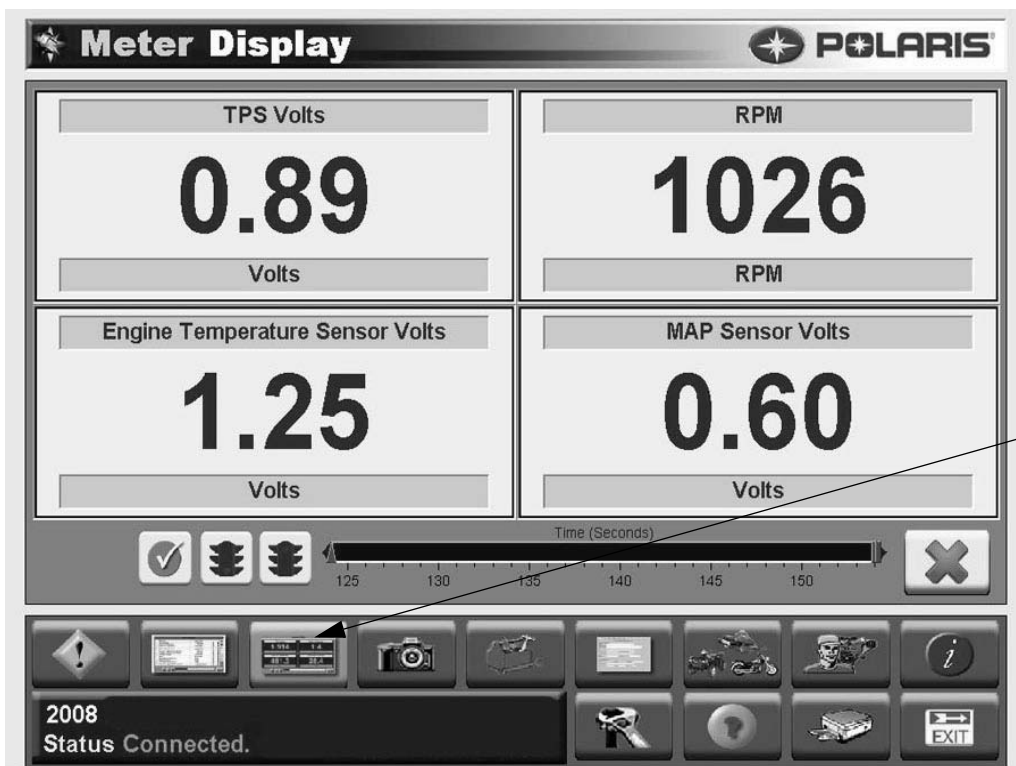 Meter Display
POLARIS
TPS Volts
0.89
Volts
RPM
1026
RPM
Engine Temperature Sensor Volts
1.25
Volts
MAP Sensor Volts
0.60
Volts
Time (Seconds)
125 130 135 140 145 150
2008
Status Connected.
i
EXIT